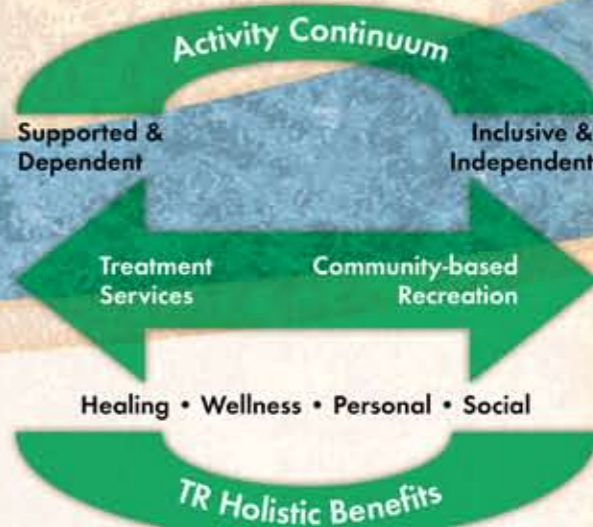 Activity Continuum
Supported &
Dependent
Inclusive &
Independent
Treatment
Services
Community-based
Recreation
Healing • Wellness • Personal • Social
TR Holistic Benefits